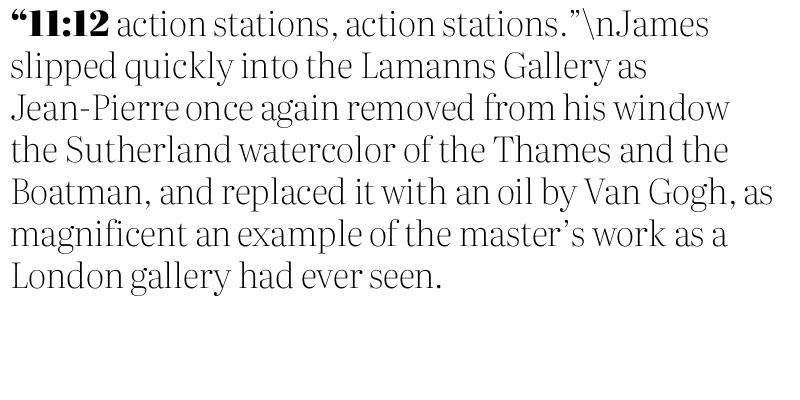 “11:12 action stations, action stations.”\nJames
slipped quickly into the Lamanns Gallery as
Jean-Pierre once again removed from his window
the Sutherland watercolor of the Thames and the
Boatman, and replaced it with an oil by Van Gogh, as
magnificent an example of the master’s work as a
London gallery had ever seen.